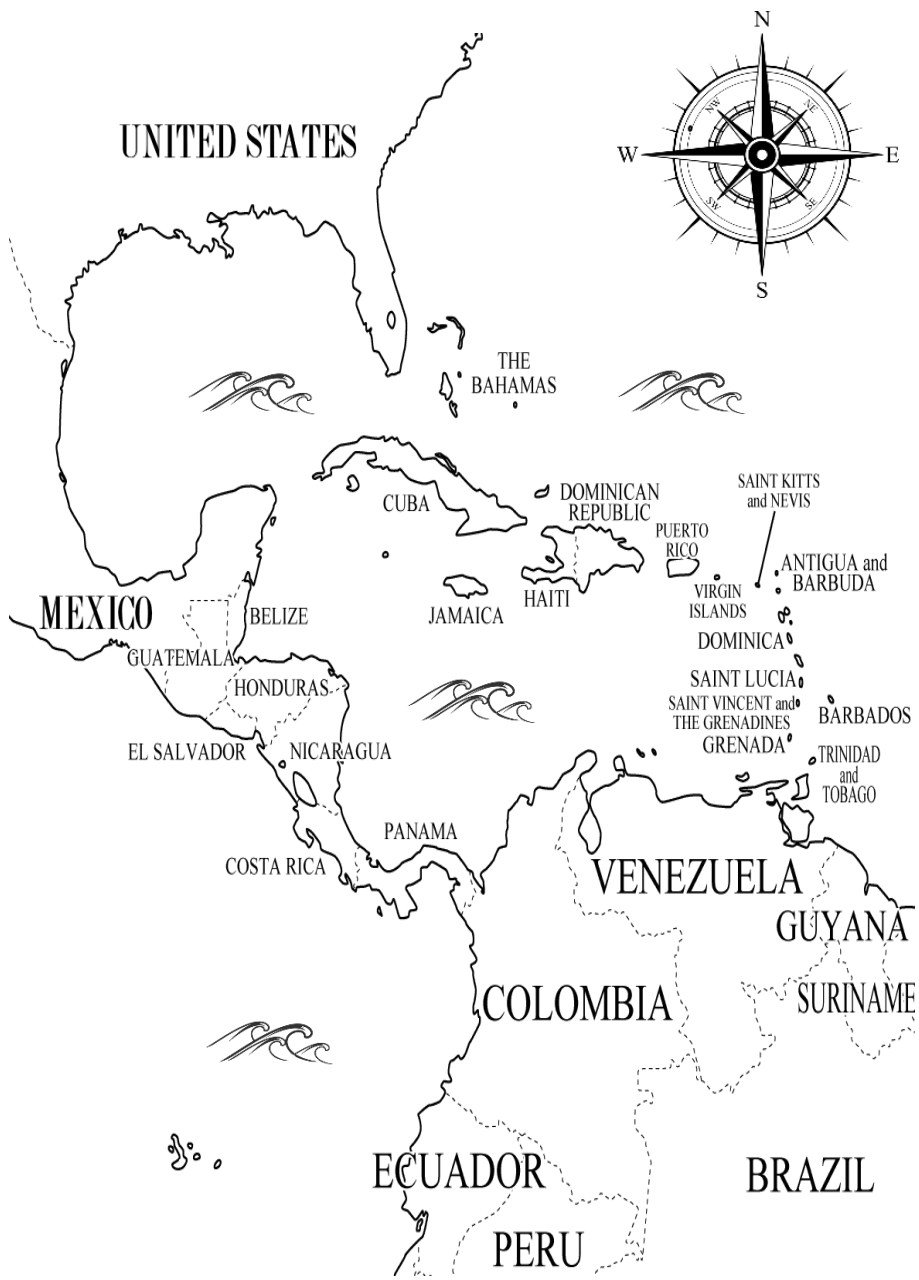 N
NW
NE
W
E
SW
SE
S
UNITED STATES
THE
BAHAMAS
CUBA
DOMINICAN
REPUBLIC
SAINT KITTS
and NEVIS
PUERTO
RICO
ANTIGUA and
BARBUDA
VIRGIN
ISLANDS
HAITI
JAMAICA
MEXICO
BELIZE
GUATEMALA
HONDURAS
DOMINICA
SAINT LUCIA
SAINT VINCENT and
THE GRENADINES
BARBADOS
GRENADA
EL SALVADOR
NICARAGUA
TRINIDAD
and
TOBAGO
PANAMA
COSTA RICA
VENEZUELA
GUYANA
COLOMBIA
SURINAME
ECUADOR
BRAZIL
PERU